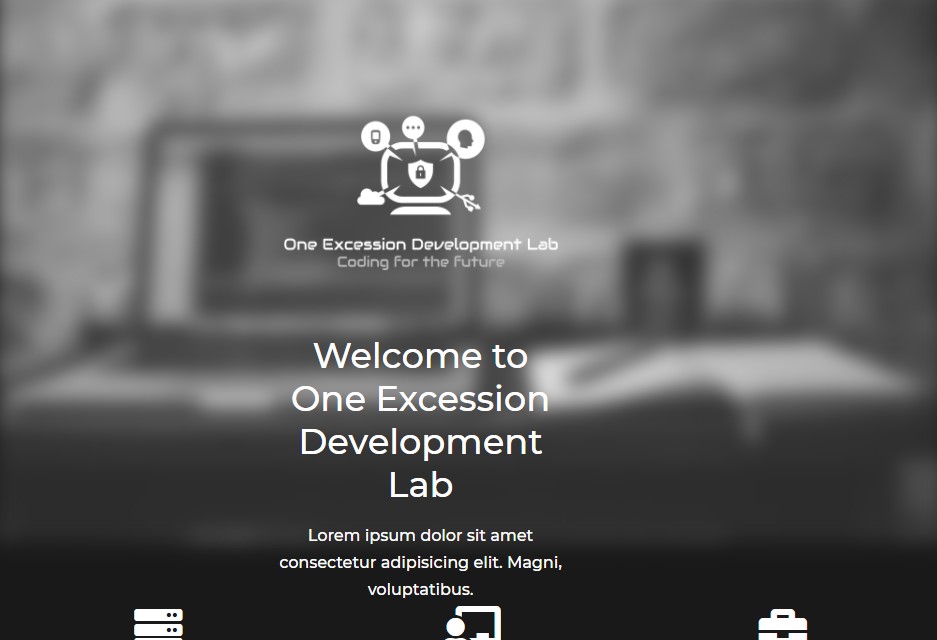 One Excession Development Lab
Coding for the future
Welcome to
One Excession
Development
Lab
Lorem ipsum dolor sit amet
consectetur adipisicing elit. Magni,
voluptatibus.